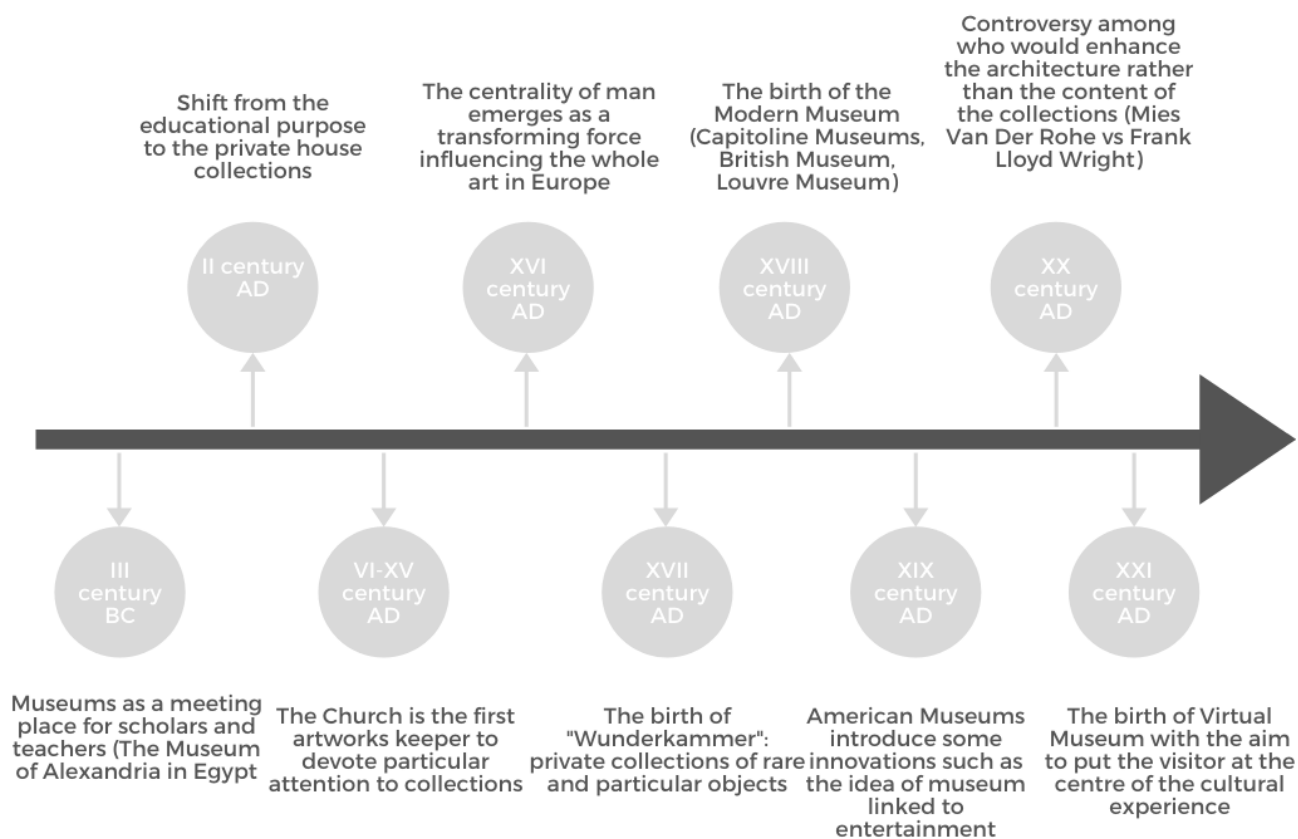 Shift from the
educational purpose
to the private house
collections
The centrality of man
emerges as a
transforming force
influencing the whole
art in Europe
The birth of the
Modern Museum
(Capitoline Museums,
British Museum,
Louvre Museum)
Controversy among
who would enhance
the architecture rather
than the content of
the collections (Mies
Van Der Rohe vs Frank
Lloyd Wright)
II century
AD
XVI
century
AD
XVIII
century
AD
XX
century
AD
III
century
BC
VI-XV
century
AD
XVII
century
AD
XIX
century
AD
XXI
century
AD
Museums as a meeting
place for scholars and
teachers (The Museum
of Alexandria in Egypt
The Church is the first
artworks keeper to
devote particular
attention to collections
The birth of
"Wunderkammer":
private collections of rare
and particular objects
American Museums
introduce some
innovations such as
the idea of museum
linked to
entertainment
The birth of Virtual
Museum with the aim
to put the visitor at the
centre of the cultural
experience